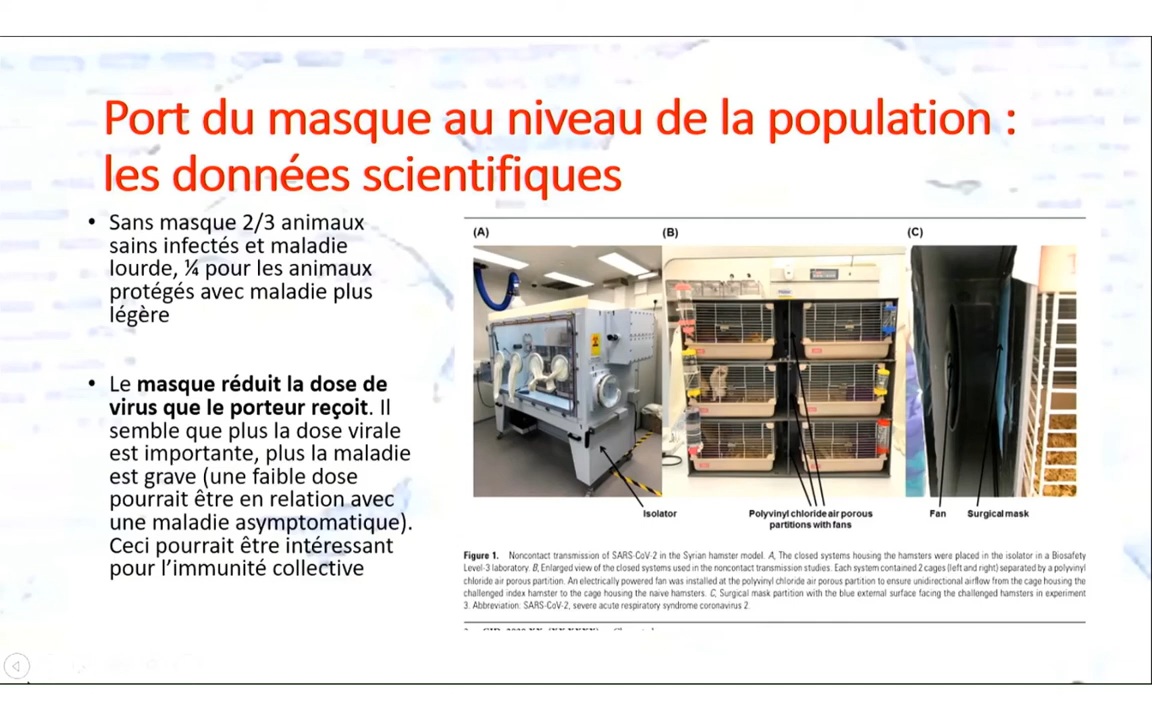 Port du masque au niveau de la population :
les données scientifiques
• Sans masque 2/3 animaux
sains infectés et maladie
lourde, ¼ pour les animaux
protégés avec maladie plus
légère
• Le masque réduit la dose de
virus que le porteur reçoit. Il
semble que plus la dose virale
est importante, plus la maladie
est grave (une faible dose
pourrait être en relation avec
une maladie asymptomatique).
Ceci pourrait être intéressant
pour l’immunité collective
(A)
(B)
(C)
Isolator
Polyvinyl chloride air porous
partitions with fans
Fan
Surgical mask
Figure 1. Noncontact transmission of SARS-CoV-2 in the Syrian hamster model. A, The closed systems housing the hamsters were placed in the isolator in a Biosafety
Level-3 laboratory. B, Enlarged view of the closed systems used in the noncontact transmission studies. Each system contained 2 cages (left and right) separated by a polyvinyl
chloride air porous partition. An electrically powered fan was installed at the polyvinyl chloride air porous partition to ensure unidirectional airflow from the cage housing the
challenged index hamster to the cage housing the naive hamsters. C, Surgical mask partition with the blue external surface facing the challenged hamsters in experiment
3. Abbreviation: SARS-CoV-2, severe acute respiratory syndrome coronavirus 2.